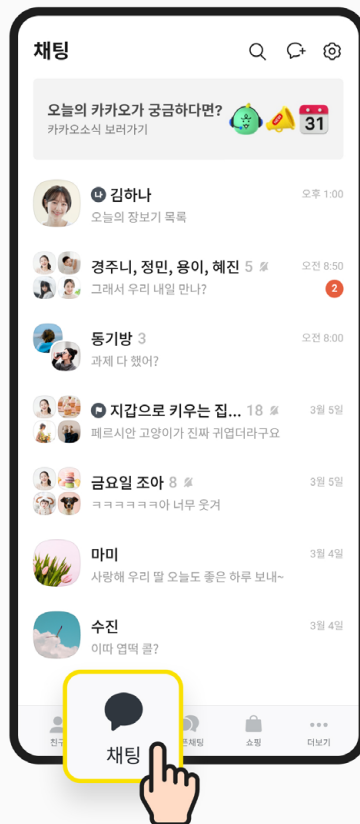 채팅
오늘의 카카오가 궁금하다면?
카카오소식 보러가기
31
나 김하나
오후 1:00
오늘의 장보기 목록
경주니, 정민, 용이, 혜진 5
오전 8:50
그래서 우리 내일 만나?
2
동기방 3
오전 8:00
과제 다 했어?
지갑으로 키우는 집... 18
3월 5일
페르시안 고양이가 진짜 귀엽더라구요
금요일 조아 8
3월 5일
ㅋㅋㅋㅋㅋㅋ아 너무 웃겨
마미
3월 4일
사랑해 우리 딸 오늘도 좋은 하루 보내~
수진
3월 4일
이따 엽떡 콜?
채팅
쇼핑
더보기